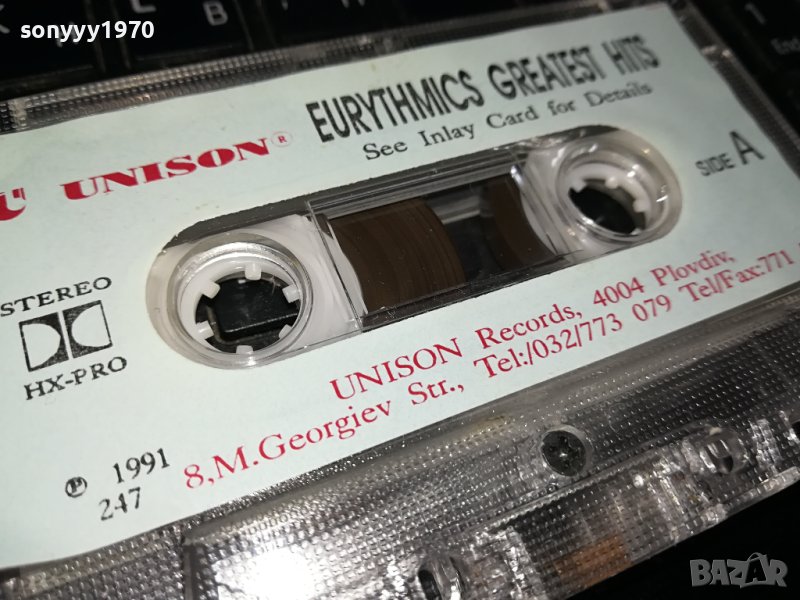 sonyyy1970
UNISON®
EURYTHMICS GREATEST HITS
See Inlay Card for Details
SIDE A
STEREO
HX-PRO
UNISON Records, 4004 Plovdiv,
8,M.Georgiev Str., Tel:/032/773 079 Tel/Fax:771
℗ 1991
247
BAZAR